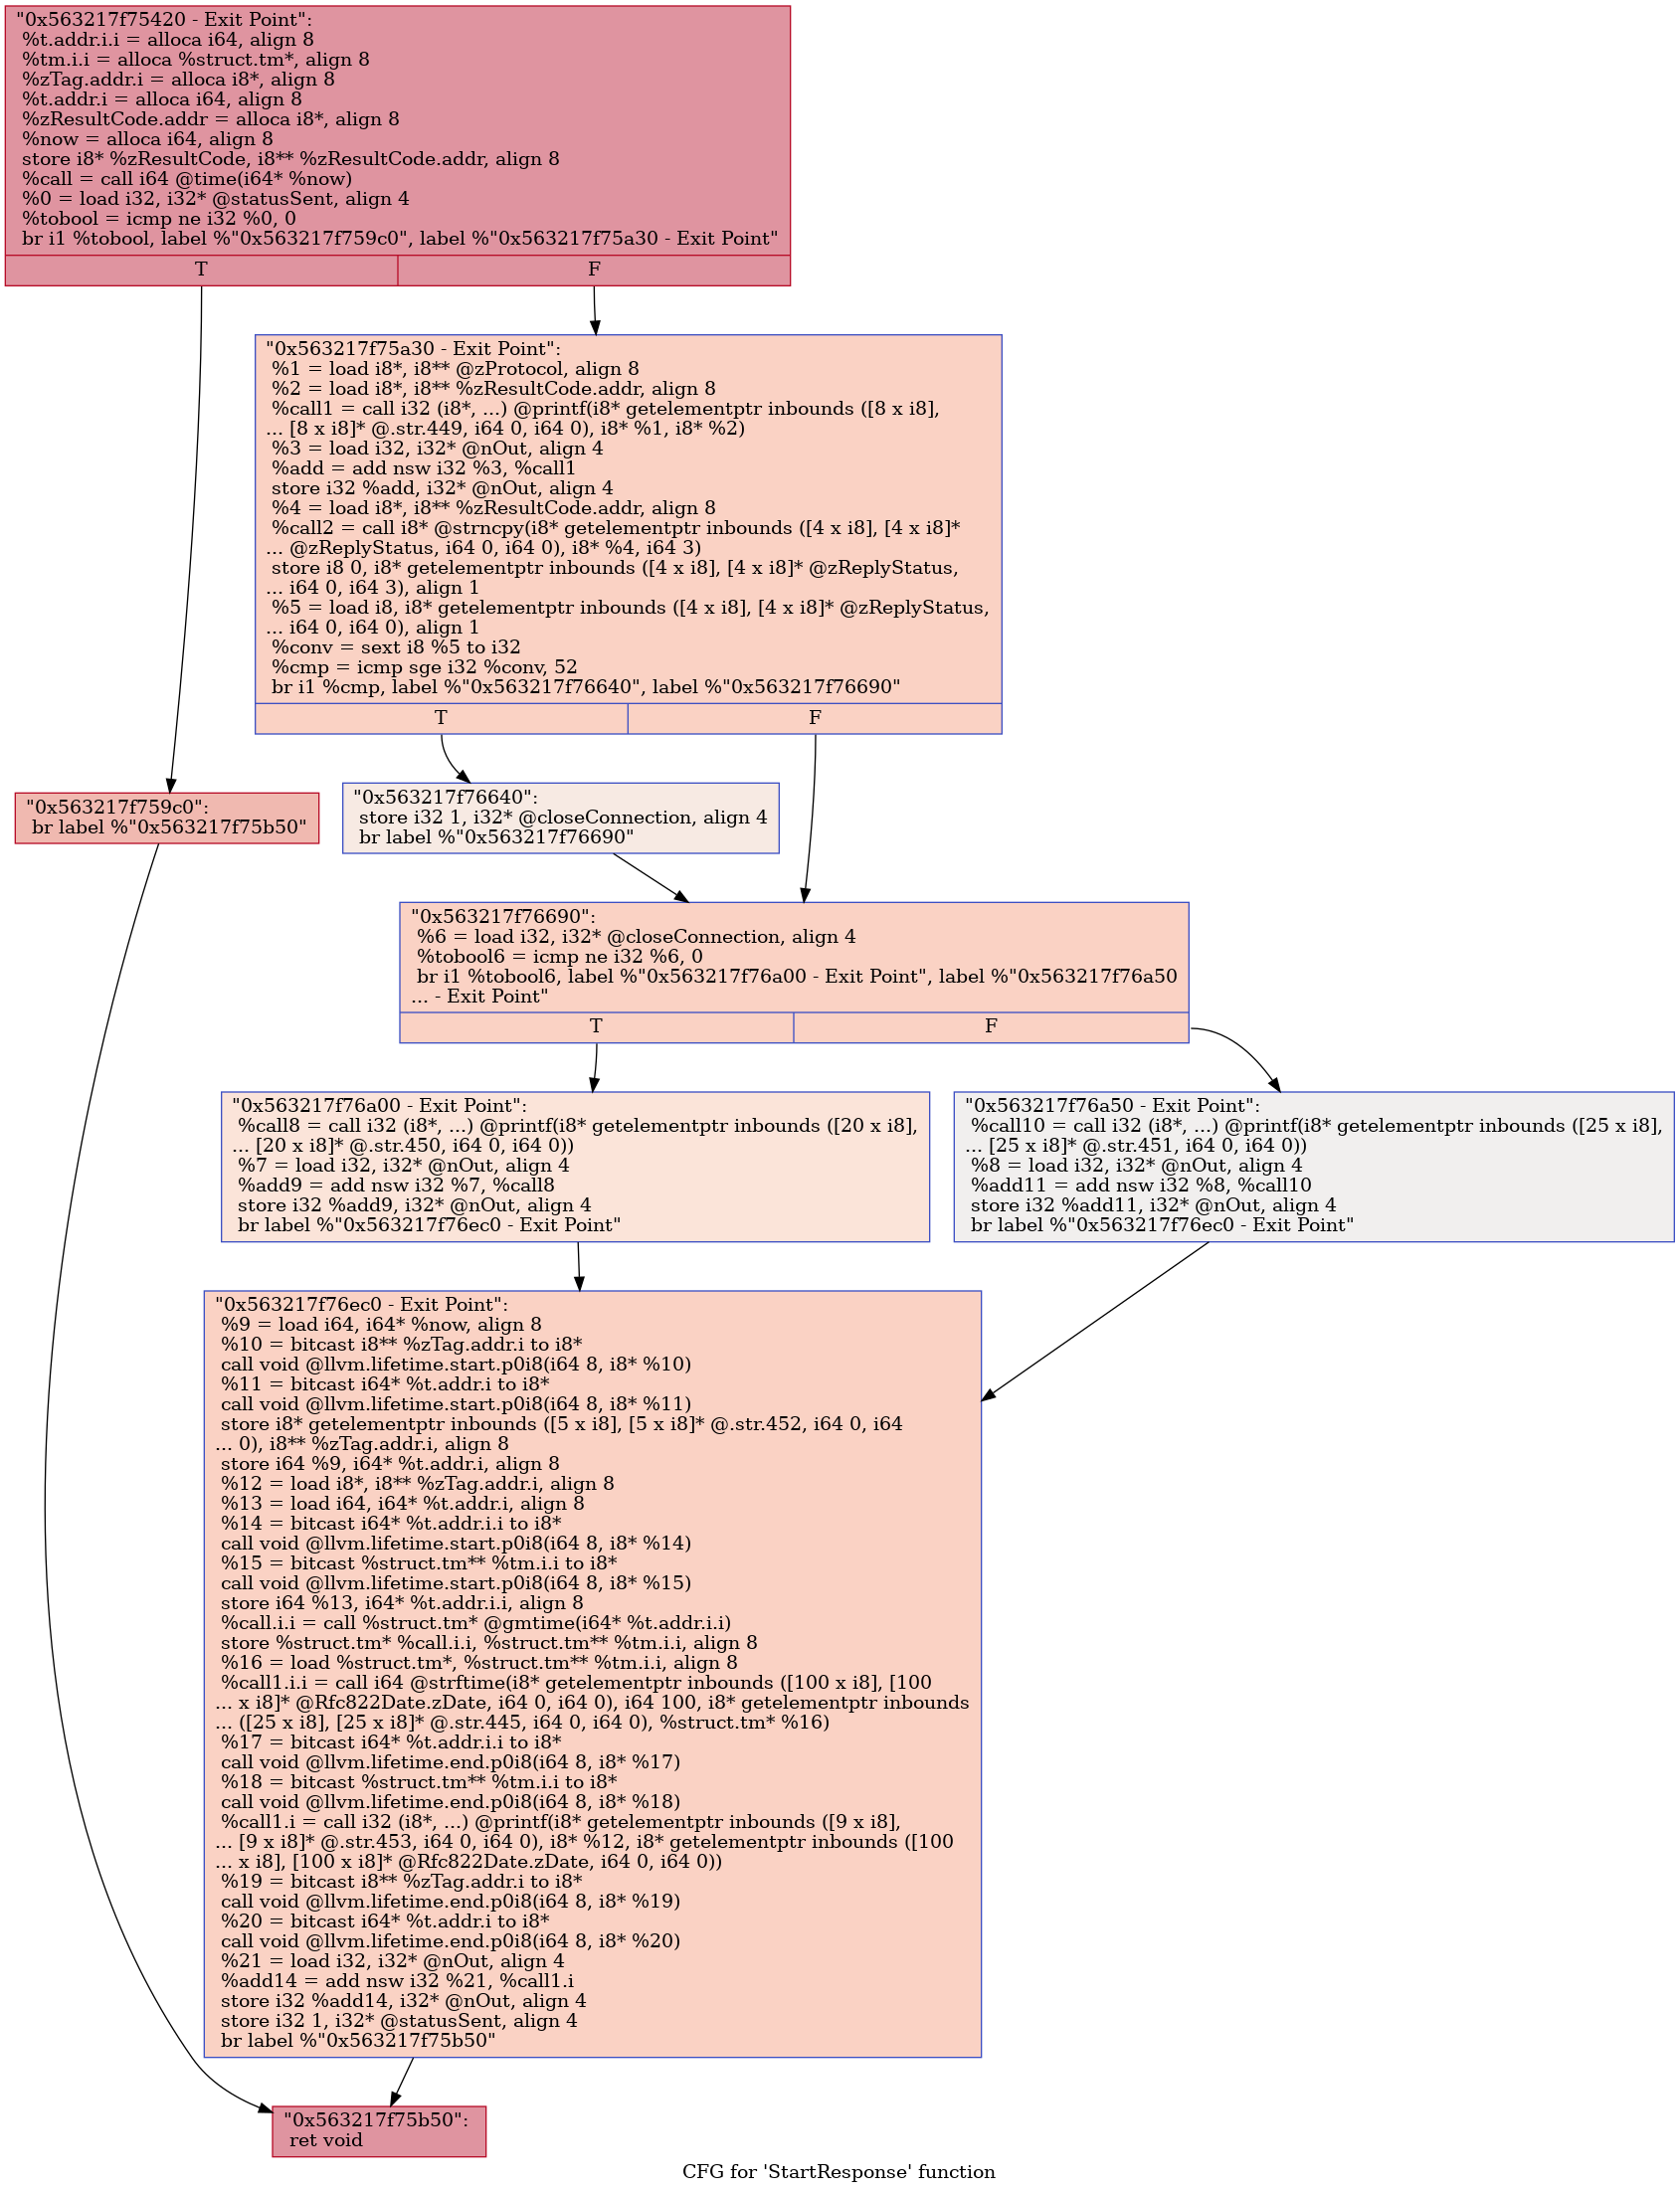 "0x563217f75420 - Exit Point":
%t.addr.i.i = alloca i64, align 8
%tm.i.i = alloca %struct.tm*, align 8
%zTag.addr.i = alloca i8*, align 8
%t.addr.i = alloca i64, align 8
%zResultCode.addr = alloca i8*, align 8
%now = alloca i64, align 8
store i8* %zResultCode, i8** %zResultCode.addr, align 8
%call = call i64 @time(i64* %now)
%0 = load i32, i32* @statusSent, align 4
%tobool = icmp ne i32 %0, 0
br i1 %tobool, label %"0x563217f759c0", label %"0x563217f75a30 - Exit Point"
T
F
"0x563217f75a30 - Exit Point":
%1 = load i8*, i8** @zProtocol, align 8
%2 = load i8*, i8** %zResultCode.addr, align 8
%call1 = call i32 (i8*, ...) @printf(i8* getelementptr inbounds ([8 x i8],
... [8 x i8]* @.str.449, i64 0, i64 0), i8* %1, i8* %2)
%3 = load i32, i32* @nOut, align 4
%add = add nsw i32 %3, %call1
store i32 %add, i32* @nOut, align 4
%4 = load i8*, i8** %zResultCode.addr, align 8
%call2 = call i8* @strncpy(i8* getelementptr inbounds ([4 x i8], [4 x i8]*
... @zReplyStatus, i64 0, i64 0), i8* %4, i64 3)
store i8 0, i8* getelementptr inbounds ([4 x i8], [4 x i8]* @zReplyStatus,
... i64 0, i64 3), align 1
%5 = load i8, i8* getelementptr inbounds ([4 x i8], [4 x i8]* @zReplyStatus,
... i64 0, i64 0), align 1
%conv = sext i8 %5 to i32
%cmp = icmp sge i32 %conv, 52
br i1 %cmp, label %"0x563217f76640", label %"0x563217f76690"
T
F
"0x563217f759c0":
br label %"0x563217f75b50"
"0x563217f76640":
store i32 1, i32* @closeConnection, align 4
br label %"0x563217f76690"
"0x563217f76690":
%6 = load i32, i32* @closeConnection, align 4
%tobool6 = icmp ne i32 %6, 0
br i1 %tobool6, label %"0x563217f76a00 - Exit Point", label %"0x563217f76a50
... - Exit Point"
T
F
"0x563217f76a00 - Exit Point":
%call8 = call i32 (i8*, ...) @printf(i8* getelementptr inbounds ([20 x i8],
... [20 x i8]* @.str.450, i64 0, i64 0))
%7 = load i32, i32* @nOut, align 4
%add9 = add nsw i32 %7, %call8
store i32 %add9, i32* @nOut, align 4
br label %"0x563217f76ec0 - Exit Point"
"0x563217f76a50 - Exit Point":
%call10 = call i32 (i8*, ...) @printf(i8* getelementptr inbounds ([25 x i8],
... [25 x i8]* @.str.451, i64 0, i64 0))
%8 = load i32, i32* @nOut, align 4
%add11 = add nsw i32 %8, %call10
store i32 %add11, i32* @nOut, align 4
br label %"0x563217f76ec0 - Exit Point"
"0x563217f76ec0 - Exit Point":
%9 = load i64, i64* %now, align 8
%10 = bitcast i8** %zTag.addr.i to i8*
call void @llvm.lifetime.start.p0i8(i64 8, i8* %10)
%11 = bitcast i64* %t.addr.i to i8*
call void @llvm.lifetime.start.p0i8(i64 8, i8* %11)
store i8* getelementptr inbounds ([5 x i8], [5 x i8]* @.str.452, i64 0, i64
... 0), i8** %zTag.addr.i, align 8
store i64 %9, i64* %t.addr.i, align 8
%12 = load i8*, i8** %zTag.addr.i, align 8
%13 = load i64, i64* %t.addr.i, align 8
%14 = bitcast i64* %t.addr.i.i to i8*
call void @llvm.lifetime.start.p0i8(i64 8, i8* %14)
%15 = bitcast %struct.tm** %tm.i.i to i8*
call void @llvm.lifetime.start.p0i8(i64 8, i8* %15)
store i64 %13, i64* %t.addr.i.i, align 8
%call.i.i = call %struct.tm* @gmtime(i64* %t.addr.i.i)
store %struct.tm* %call.i.i, %struct.tm** %tm.i.i, align 8
%16 = load %struct.tm*, %struct.tm** %tm.i.i, align 8
%call1.i.i = call i64 @strftime(i8* getelementptr inbounds ([100 x i8], [100
... x i8]* @Rfc822Date.zDate, i64 0, i64 0), i64 100, i8* getelementptr inbounds
... ([25 x i8], [25 x i8]* @.str.445, i64 0, i64 0), %struct.tm* %16)
%17 = bitcast i64* %t.addr.i.i to i8*
call void @llvm.lifetime.end.p0i8(i64 8, i8* %17)
%18 = bitcast %struct.tm** %tm.i.i to i8*
call void @llvm.lifetime.end.p0i8(i64 8, i8* %18)
%call1.i = call i32 (i8*, ...) @printf(i8* getelementptr inbounds ([9 x i8],
... [9 x i8]* @.str.453, i64 0, i64 0), i8* %12, i8* getelementptr inbounds ([100
... x i8], [100 x i8]* @Rfc822Date.zDate, i64 0, i64 0))
%19 = bitcast i8** %zTag.addr.i to i8*
call void @llvm.lifetime.end.p0i8(i64 8, i8* %19)
%20 = bitcast i64* %t.addr.i to i8*
call void @llvm.lifetime.end.p0i8(i64 8, i8* %20)
%21 = load i32, i32* @nOut, align 4
%add14 = add nsw i32 %21, %call1.i
store i32 %add14, i32* @nOut, align 4
store i32 1, i32* @statusSent, align 4
br label %"0x563217f75b50"
"0x563217f75b50":
ret void
CFG for 'StartResponse' function